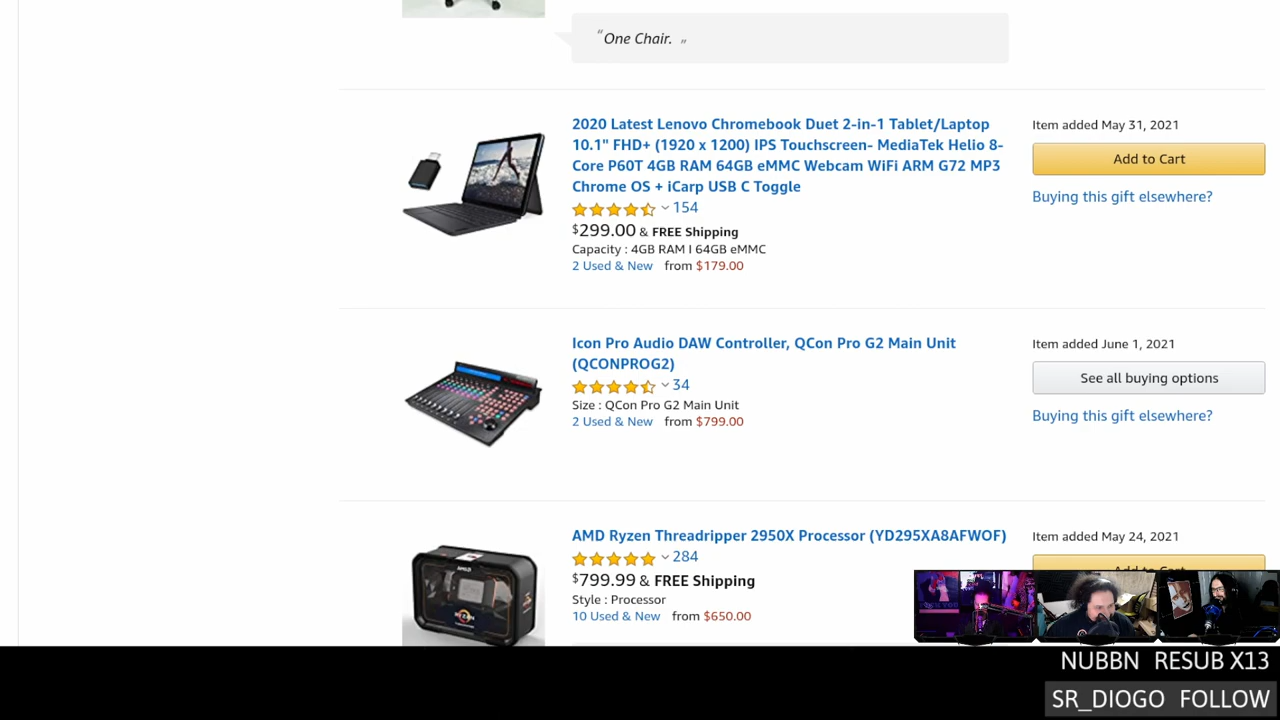 “One Chair. ”
2020 Latest Lenovo Chromebook Duet 2-in-1 Tablet/Laptop
10.1" FHD+ (1920 x 1200) IPS Touchscreen- MediaTek Helio 8-
Core P60T 4GB RAM 64GB eMMC Webcam WiFi ARM G72 MP3
Chrome OS + iCarp USB C Toggle
154
$299.00 & FREE Shipping
Capacity : 4GB RAM I 64GB eMMC
2 Used & New from $179.00
Item added May 31, 2021
Add to Cart
Buying this gift elsewhere?
Icon Pro Audio DAW Controller, QCon Pro G2 Main Unit
(QCONPROG2)
34
Size : QCon Pro G2 Main Unit
2 Used & New from $799.00
Item added June 1, 2021
See all buying options
Buying this gift elsewhere?
AMD Ryzen Threadripper 2950X Processor (YD295XA8AFWOF)
284
$799.99 & FREE Shipping
Style : Processor
10 Used & New from $650.00
Item added May 24, 2021
Add to Cart
AMD
RYZEN
NUBBN RESUB X13
SR_DIOGO FOLLOW